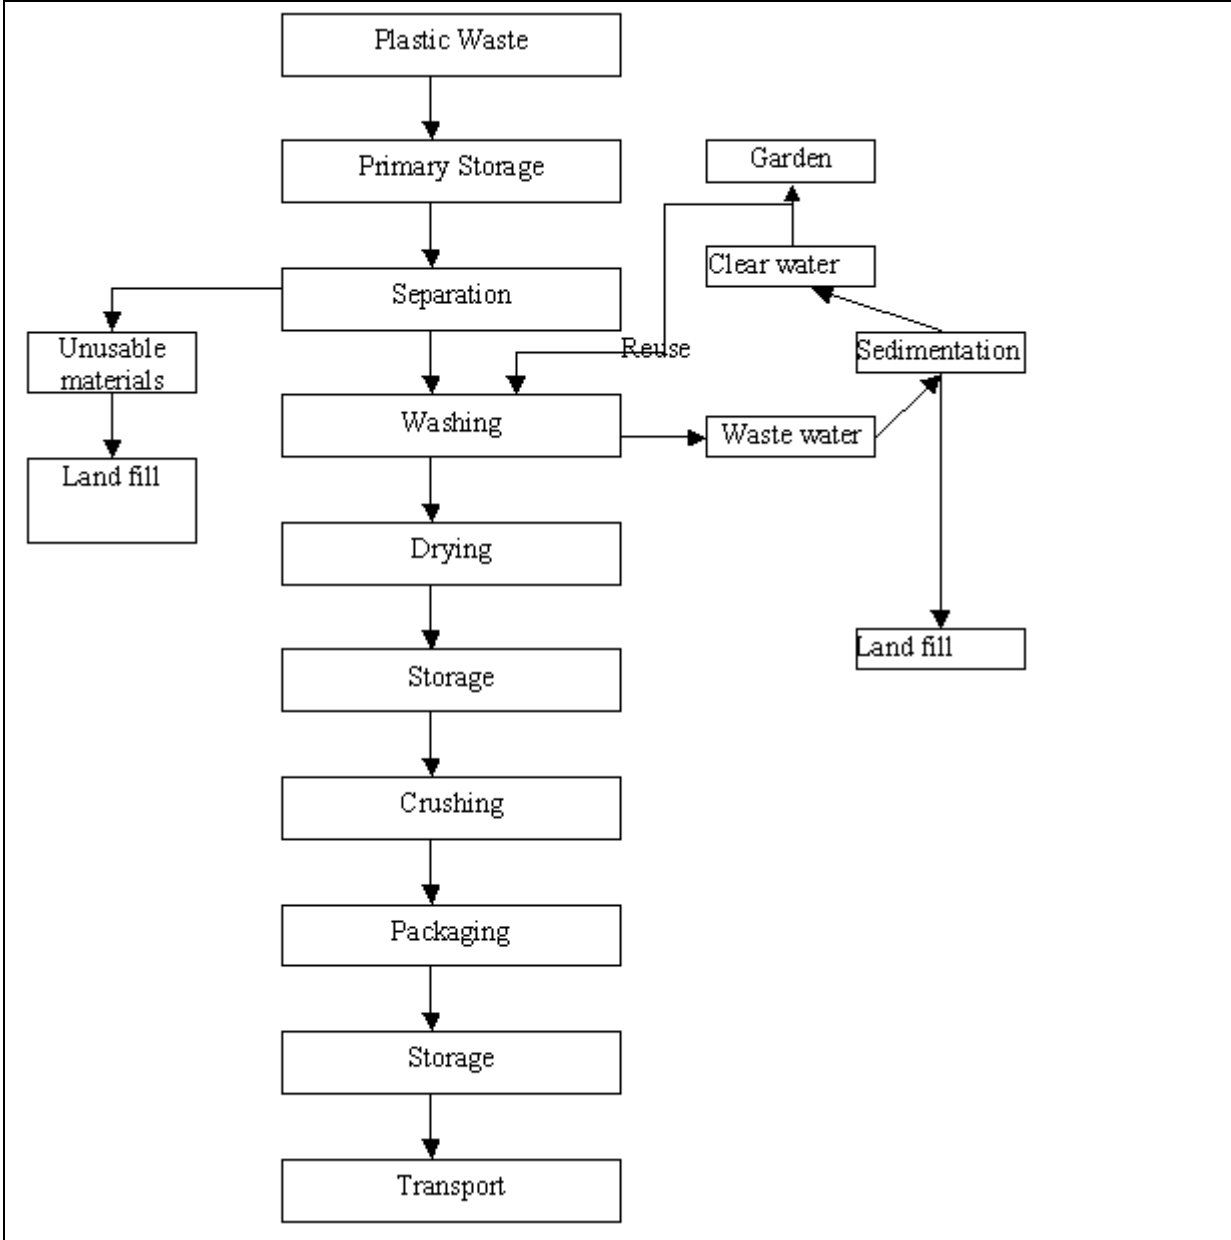 Plastic Waste
Primary Storage
Garden
Clear water
Separation
Unusable
materials
Reuse
Sedimentation
Washing
Waste water
Land fill
Drying
Storage
Land fill
Crushing
Packaging
Storage
Transport